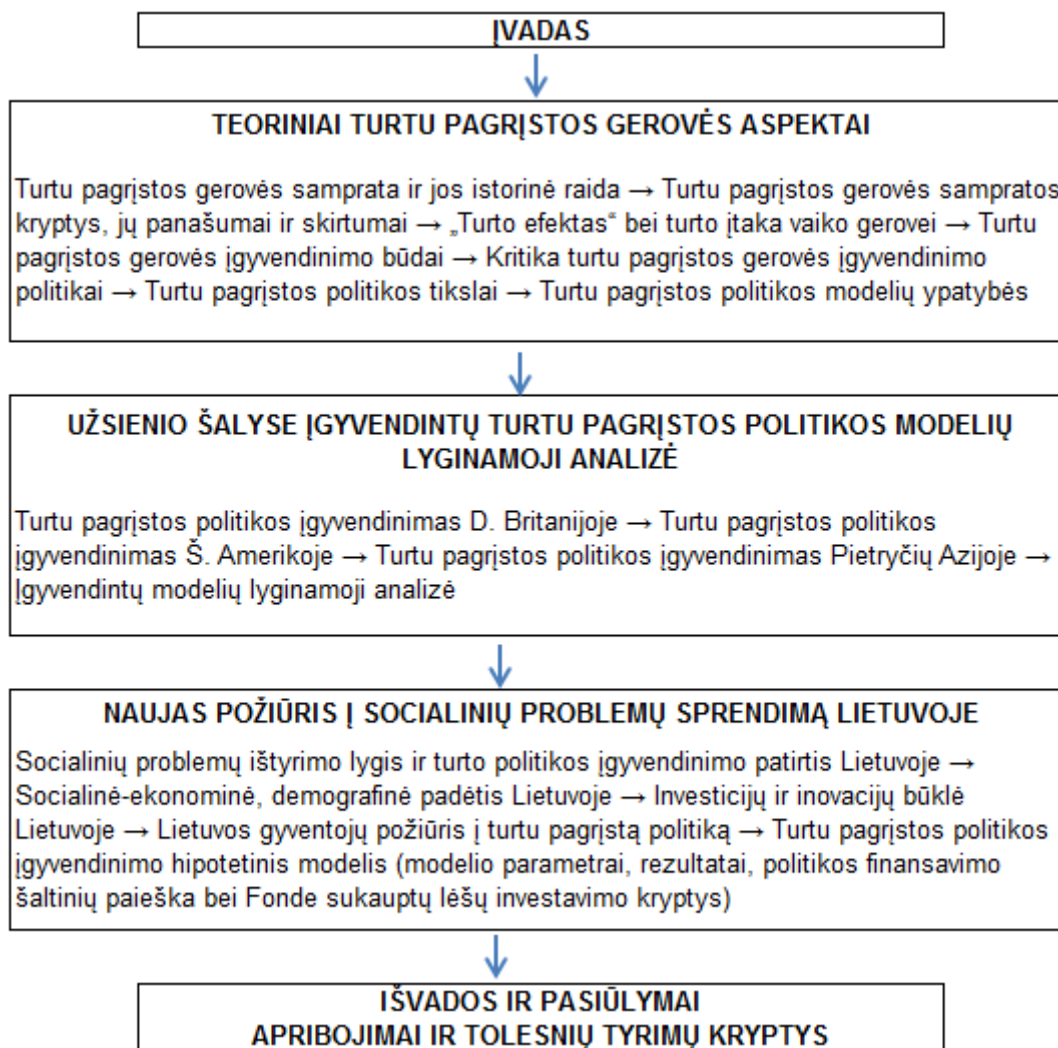 ĮVADAS
TEORINIAI TURTU PAGRĮSTOS GEROVĖS ASPEKTAI
Turtu pagrįstos gerovės samprata ir jos istorinė raida → Turtu pagrįstos gerovės sampratos
kryptys, jų panašumai ir skirtumai → „Turto efektas“ bei turto įtaka vaiko gerovei → Turtu
pagrįstos gerovės įgyvendinimo būdai → Kritika turtu pagrįstos gerovės įgyvendinimo
politikai → Turtu pagrįstos politikos tikslai → Turtu pagrįstos politikos modelių ypatybės
UŽSIENIO ŠALYSE ĮGYVENDINTŲ TURTU PAGRĮSTOS POLITIKOS MODELIŲ
LYGINAMOJI ANALIZĖ
Turtu pagrįstos politikos įgyvendinimas D. Britanijoje → Turtu pagrįstos politikos
įgyvendinimas Š. Amerikoje → Turtu pagrįstos politikos įgyvendinimas Pietryčių Azijoje →
Įgyvendintų modelių lyginamoji analizė
NAUJAS POŽIŪRIS Į SOCIALINIŲ PROBLEMŲ SPRENDIMĄ LIETUVOJE
Socialinių problemų ištyrimo lygis ir turto politikos įgyvendinimo patirtis Lietuvoje →
Socialinė-ekonominė, demografinė padėtis Lietuvoje → Investicijų ir inovacijų būklė
Lietuvoje → Lietuvos gyventojų požiūris į turtu pagrįstą politiką → Turtu pagrįstos politikos
įgyvendinimo hipotetinis modelis (modelio parametrai, rezultatai, politikos finansavimo
šaltinių paieška bei Fonde sukauptų lėšų investavimo kryptys)
IŠVADOS IR PASIŪLYMAI
APRIBOJIMAI IR TOLESNIŲ TYRIMŲ KRYPTYS